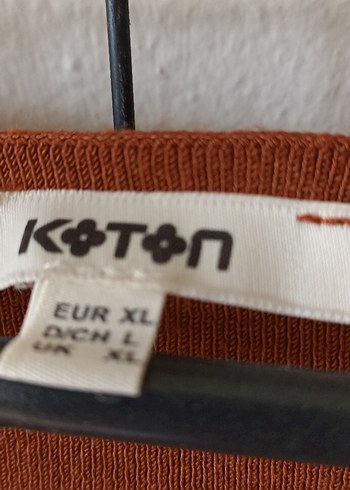 KOTON
EUR XL
D/CH L
UK XL